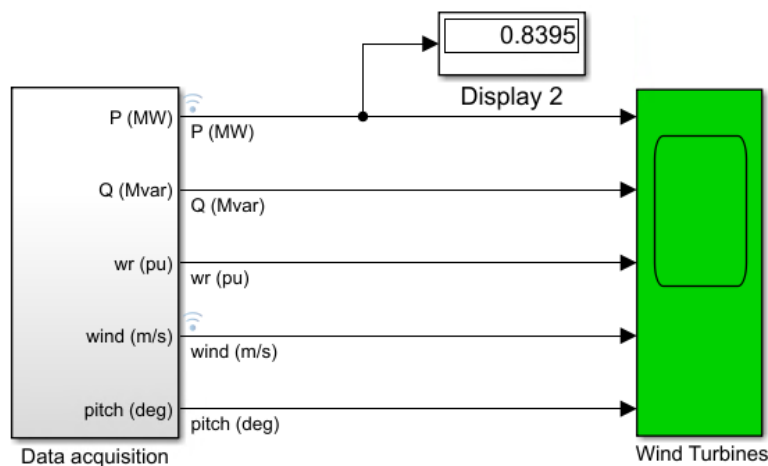 0.8395
Display 2
P (MW)
P (MW)
Q (Mvar)
Q (Mvar)
wr (pu)
wr (pu)
wind (m/s)
wind (m/s)
pitch (deg)
pitch (deg)
Data acquisition
Wind Turbines